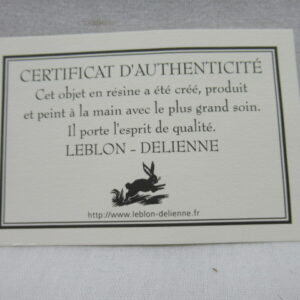 CERTIFICAT D'AUTHENTICITÉ
Cet objet en résine a été créé, produit
et peint à la main avec le plus grand soin.
Il porte l'esprit de qualité.
LEBLON - DELIENNE
http://www.leblon-delienne.fr